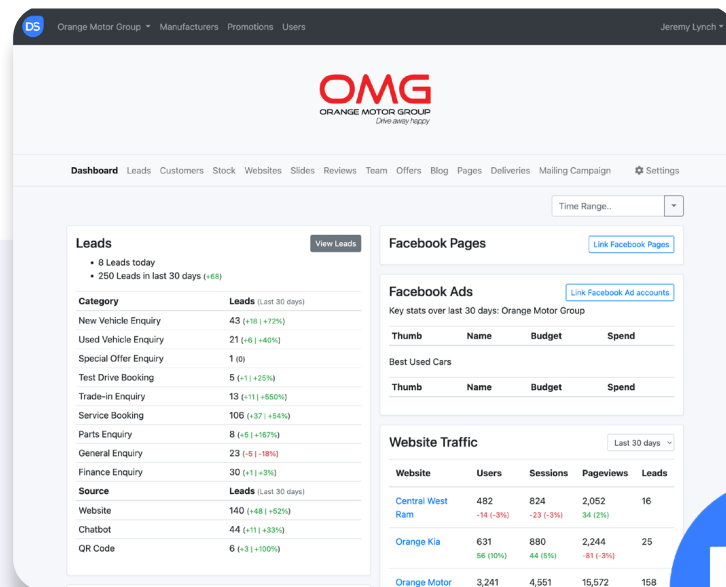 DS Orange Motor Group Manufacturers Promotions Users Jeremy Lynch
OMG
ORANGE MOTOR GROUP
Drive away happy
Dashboard Leads Customers Stock Websites Slides Reviews Team Offers Blog Pages Deliveries Mailing Campaign Settings
Time Range..
Leads View Leads
• 8 Leads today
• 250 Leads in last 30 days (+68)
Category Leads (Last 30 days)
New Vehicle Enquiry 43 (+18 | +72%)
Used Vehicle Enquiry 21 (+6 | +40%)
Special Offer Enquiry 1 (0)
Test Drive Booking 5 (+1 | +25%)
Trade-in Enquiry 13 (+11 | +550%)
Service Booking 106 (+37 | +54%)
Parts Enquiry 8 (+5 | +167%)
General Enquiry 23 (-5 | -18%)
Finance Enquiry 30 (+1 | +3%)
Source Leads (Last 30 days)
Website 140 (+48 | +52%)
Chatbot 44 (+11 | +33%)
QR Code 6 (+3 | +100%)
Facebook Pages Link Facebook Pages
Facebook Ads Link Facebook Ad accounts
Key stats over last 30 days: Orange Motor Group
Thumb Name Budget Spend
Best Used Cars
Thumb Name Budget Spend
Website Traffic Last 30 days
Website Users Sessions Pageviews Leads
Central West 482 824 2,052 16
Ram -14 (-3%) -23 (-3%) 34 (2%)
Orange Kia 631 880 2,244 25
56 (10%) 44 (5%) -81 (-3%)
Orange Motor 3,241 4,551 15,572 158